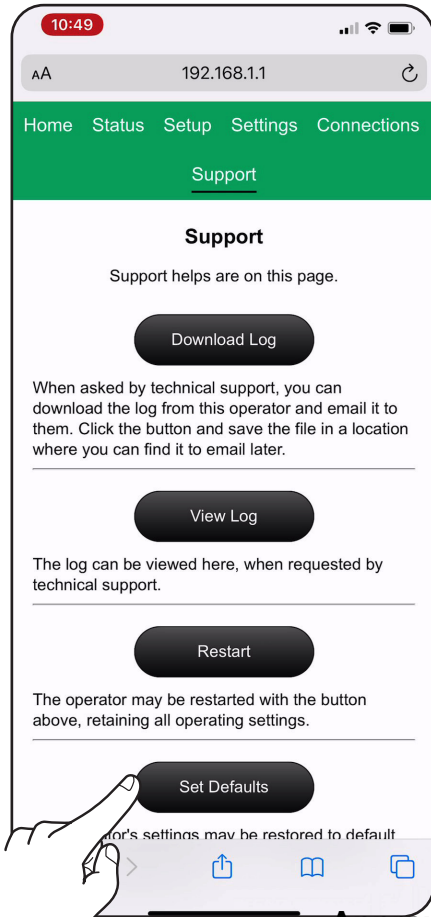 10:49
AA 192.168.1.1
Home Status Setup Settings Connections
Support
Support
Support helps are on this page.
Download Log
When asked by technical support, you can
download the log from this operator and email it to
them. Click the button and save the file in a location
where you can find it to email later.
View Log
The log can be viewed here, when requested by
technical support.
Restart
The operator may be restarted with the button
above, retaining all operating settings.
Set Defaults
settings may be restored to default